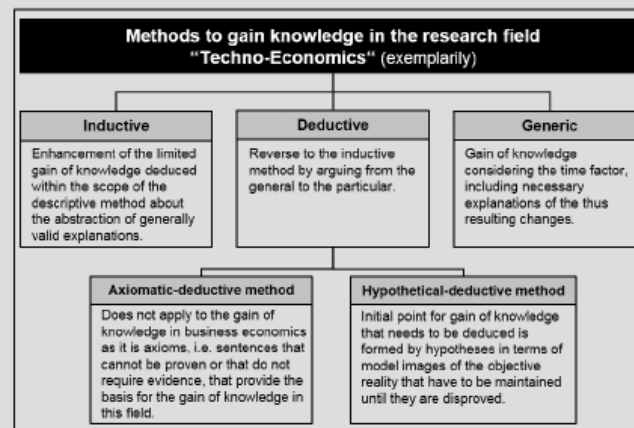 Methods to gain knowledge in the research field
“Techno-Economics“ (exemplarily)
Inductive
Enhancement of the limited
gain of knowledge deduced
within the scope of the
descriptive method about
the abstraction of generally
valid explanations.
Deductive
Reverse to the inductive
method by arguing from the
general to the particular.
Generic
Gain of knowledge
considering the time factor,
including necessary
explanations of the thus
resulting changes.
Axiomatic-deductive method
Does not apply to the gain of
knowledge in business economics
as it is axioms, i.e. sentences that
cannot be proven or that do not
require evidence, that provide the
basis for the gain of knowledge in
this field.
Hypothetical-deductive method
Initial point for gain of knowledge
that needs to be deduced is
formed by hypotheses in terms of
model images of the objective
reality that have to be maintained
until they are disproved.